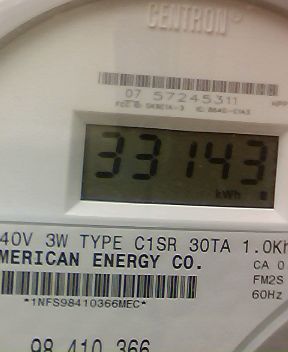 CENTRON
07 57245311
33143
kWh
40V 3W TYPE C1SR 30TA 1.0Kh
MERICAN ENERGY CO.
CA 0
FM2S
60Hz
*1NFS98410366MEC*
98 410 366